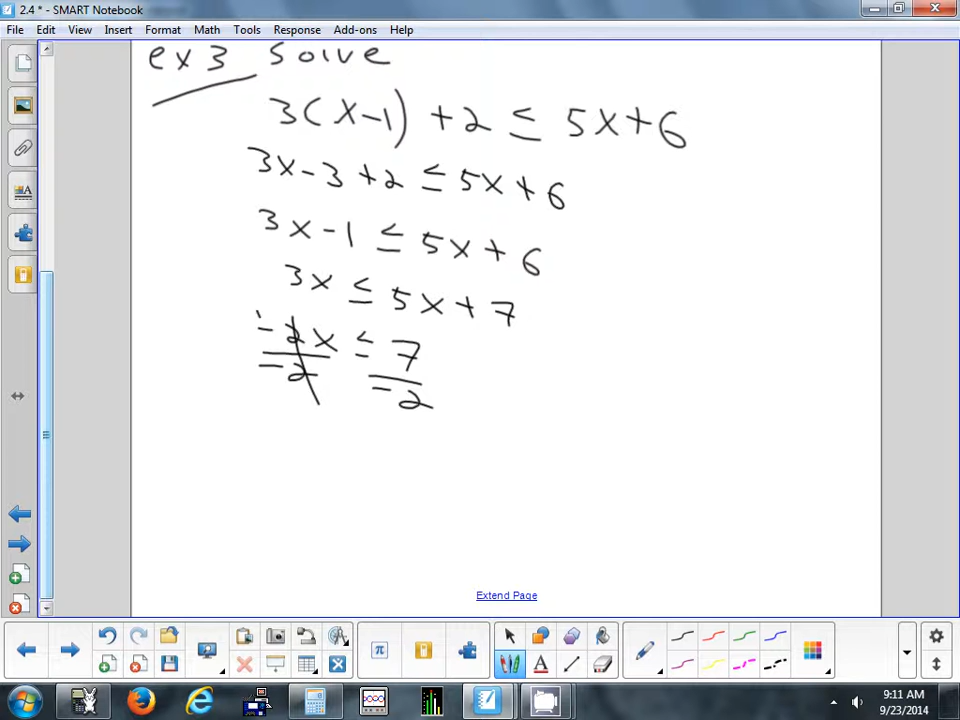 2.4 * - SMART Notebook
File Edit View Insert Format Math Tools Response Add-ons Help
ex 3 Solve
3(x-1) +2 ≤ 5x+6
3x-3+2 ≤ 5x+6
3x-1 ≤ 5x+6
3x ≤ 5x+7
-2x ≤ 7
-2 -2
Extend Page
9:11 AM
9/23/2014